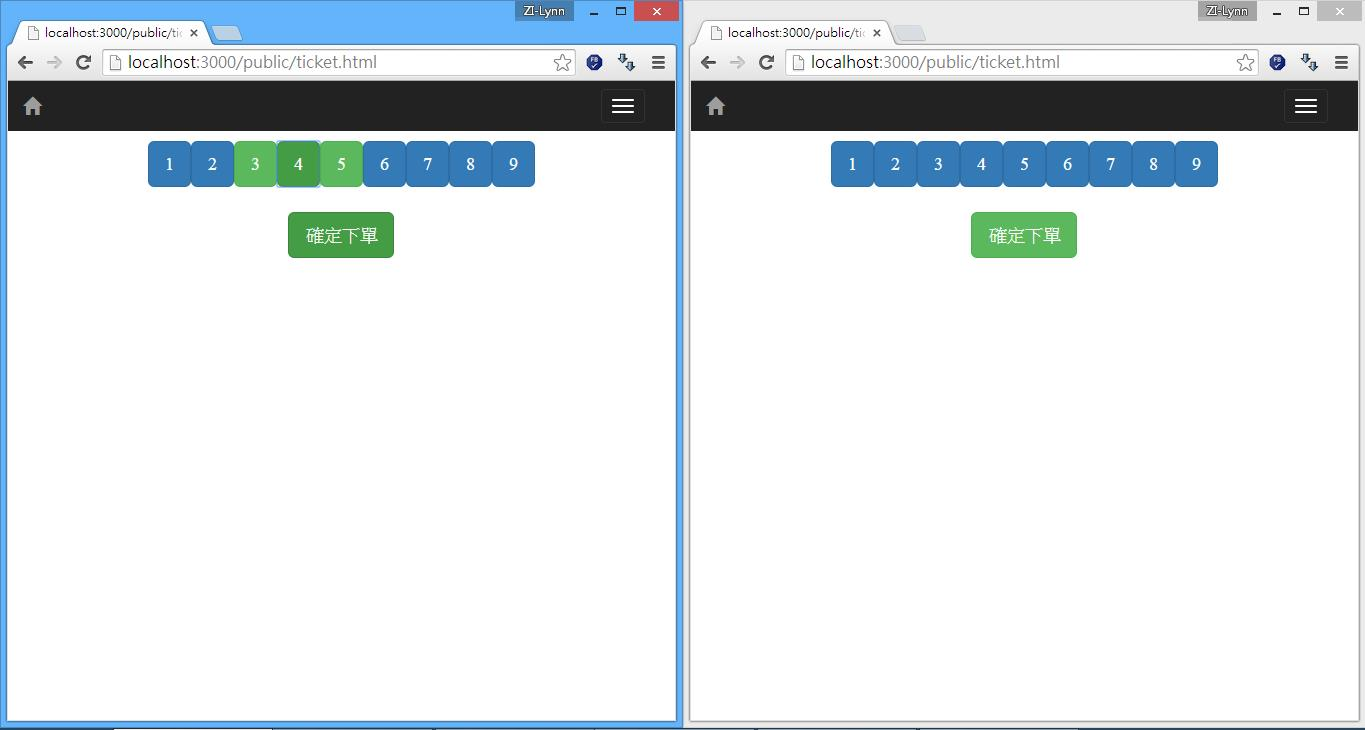 ZI-Lynn
localhost:3000/public/tic
localhost:3000/public/ticket.html
1 2 3 4 5 6 7 8 9
確定下單
ZI-Lynn
localhost:3000/public/tic
localhost:3000/public/ticket.html
1 2 3 4 5 6 7 8 9
確定下單